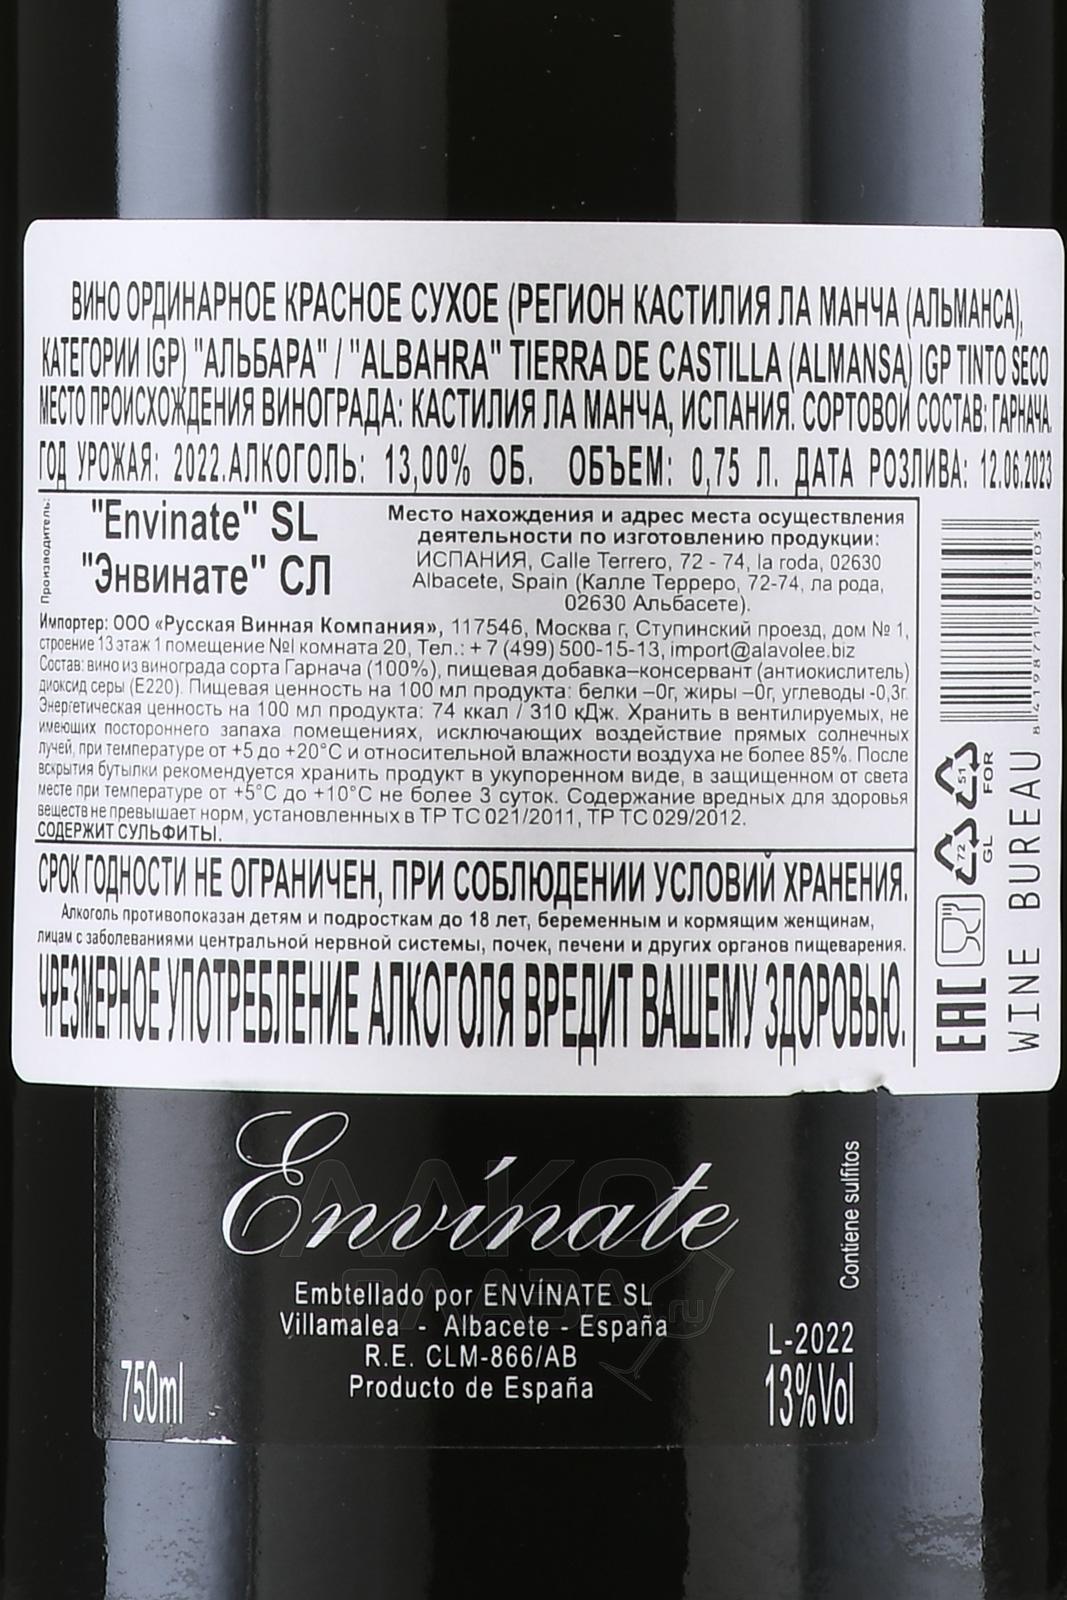 ВИНО ОРДИНАРНОЕ КРАСНОЕ СУХОЕ (РЕГИОН КАСТИЛИЯ ЛА МАНЧА (АЛЬМАНСА),
КАТЕГОРИИ IGP) "АЛЬБАРА" / "ALBAHRA" TIERRA DE CASTILLA (ALMANSA) IGP TINTO SECO
МЕСТО ПРОИСХОЖДЕНИЯ ВИНОГРАДА: КАСТИЛИЯ ЛА МАНЧА, ИСПАНИЯ. СОРТОВОЙ СОСТАВ: ГАРНАЧА.
ГОД УРОЖАЯ: 2022.АЛКОГОЛЬ: 13,00% ОБ. ОБЪЕМ: 0,75 Л. ДАТА РОЗЛИВА: 12.06.2023
Производитель:
"Envinate" SL
"Энвинате" СЛ
Место нахождения и адрес места осуществления
деятельности по изготовлению продукции:
ИСПАНИЯ, Calle Terrero, 72 - 74, la roda, 02630
Albacete, Spain (Калле Терреро, 72-74, ла рода,
02630 Альбасете).
Импортер: ООО «Русская Винная Компания», 117546, Москва г, Ступинский проезд, дом № 1,
строение 13 этаж 1 помещение №I комната 20, Тел.: + 7 (499) 500-15-13, import@alavolee.biz
Состав: вино из винограда сорта Гарнача (100%), пищевая добавка–консервант (антиокислитель)
диоксид серы (Е220). Пищевая ценность на 100 мл продукта: белки –0г, жиры –0г, углеводы -0,3г.
Энергетическая ценность на 100 мл продукта: 74 ккал / 310 кДж. Хранить в вентилируемых, не
имеющих постороннего запаха помещениях, исключающих воздействие прямых солнечных
лучей, при температуре от +5 до +20°С и относительной влажности воздуха не более 85%. После
вскрытия бутылки рекомендуется хранить продукт в укупоренном виде, в защищенном от света
месте при температуре от +5°С до +10°С не более 3 суток. Содержание вредных для здоровья
веществ не превышает норм, установленных в ТР ТС 021/2011, ТР ТС 029/2012.
СОДЕРЖИТ СУЛЬФИТЫ.
СРОК ГОДНОСТИ НЕ ОГРАНИЧЕН, ПРИ СОБЛЮДЕНИИ УСЛОВИЙ ХРАНЕНИЯ.
Алкоголь противопоказан детям и подросткам до 18 лет, беременным и кормящим женщинам,
лицам с заболеваниями центральной нервной системы, почек, печени и других органов пищеварения.
ЧРЕЗМЕРНОЕ УПОТРЕБЛЕНИЕ АЛКОГОЛЯ ВРЕДИТ ВАШЕМУ ЗДОРОВЬЮ.
8 419871 705303
51
FOR
72
GL
EAC
WINE BUREAU
Envínate
Contiene sulfitos
АЛКО
ПЛАЗА.ru
Embtellado por ENVÍNATE SL
Villamalea - Albacete - España
R.E. CLM-866/AB
Producto de España
750ml
L-2022
13%Vol